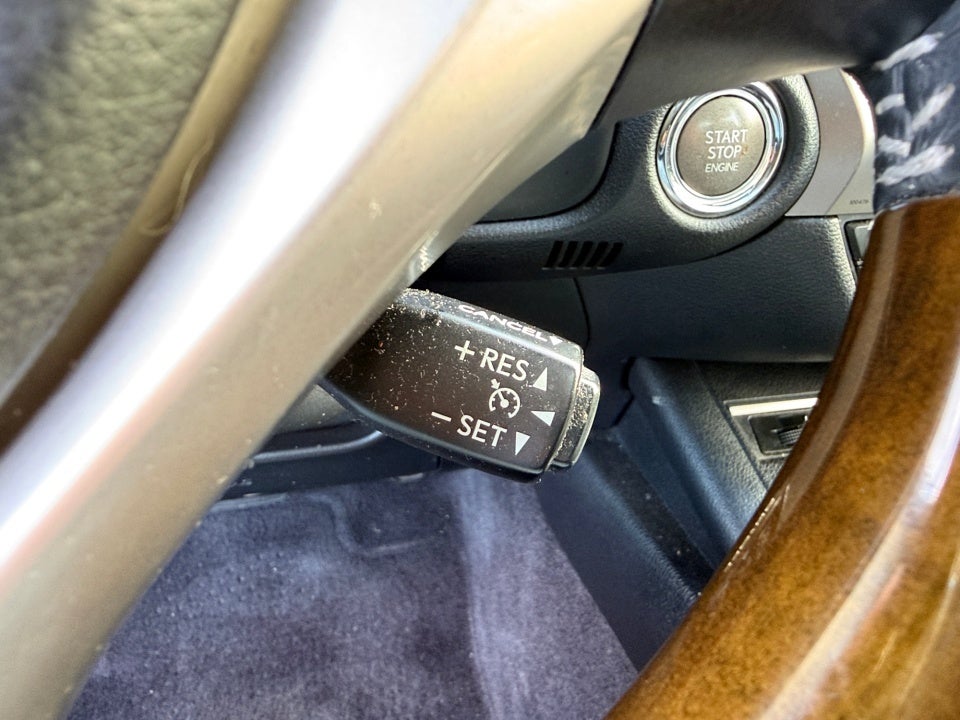 START
STOP
ENGINE
CANCEL
+ RES
- SET